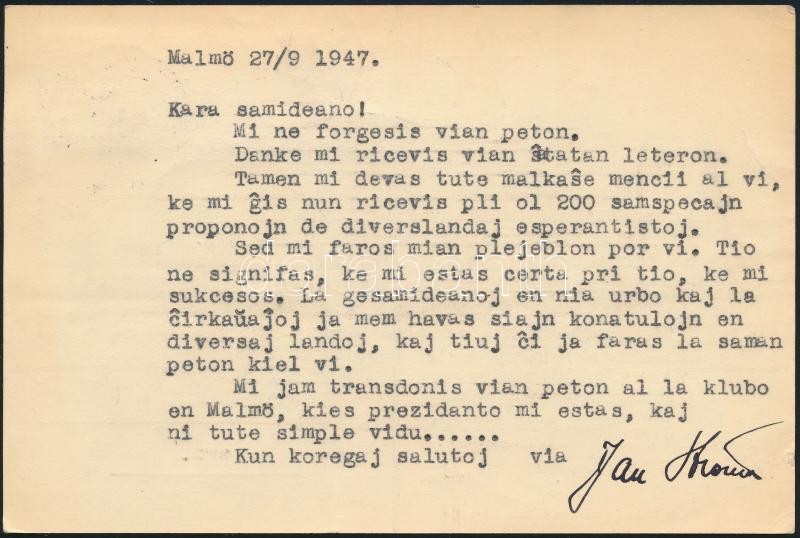 Malmö 27/9 1947.
Kara samideano!
Mi ne forgesis vian peton.
Danke mi ricevis vian ŝatatan leteron.
Tamen mi devas tute malkaŝe mencii al vi,
ke mi ĝis nun ricevis pli ol 200 samspecajn
proponojn de diverslandaj esperantistoj.
Sed mi faros mian plejeblon por vi. Tio
ne signifas, ke mi estas certa pri tio, ke mi
sukcesos. La gesamideanoj en nia urbo kaj la
ĉirkaŭaĵoj ja mem havas siajn konatulojn en
diversaj landoj, kaj tiuj ĉi ja faras la saman
peton kiel vi.
Mi jam transdonis vian peton al la klubo
en Malmö, kies prezidanto mi estas, kaj
ni tute simple vidu......
Kun koregaj salutoj via
Jan
darabanth